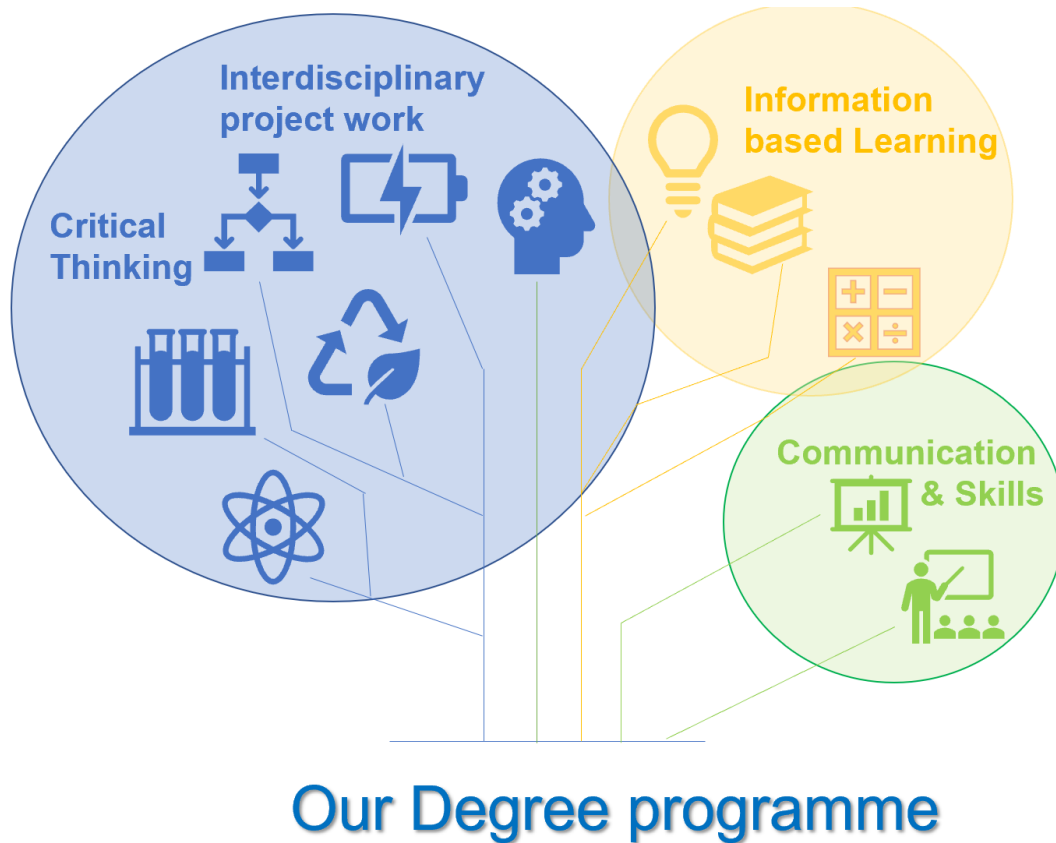 Interdisciplinary
project work
Critical
Thinking
Information
based Learning
Communication
& Skills
Our Degree programme